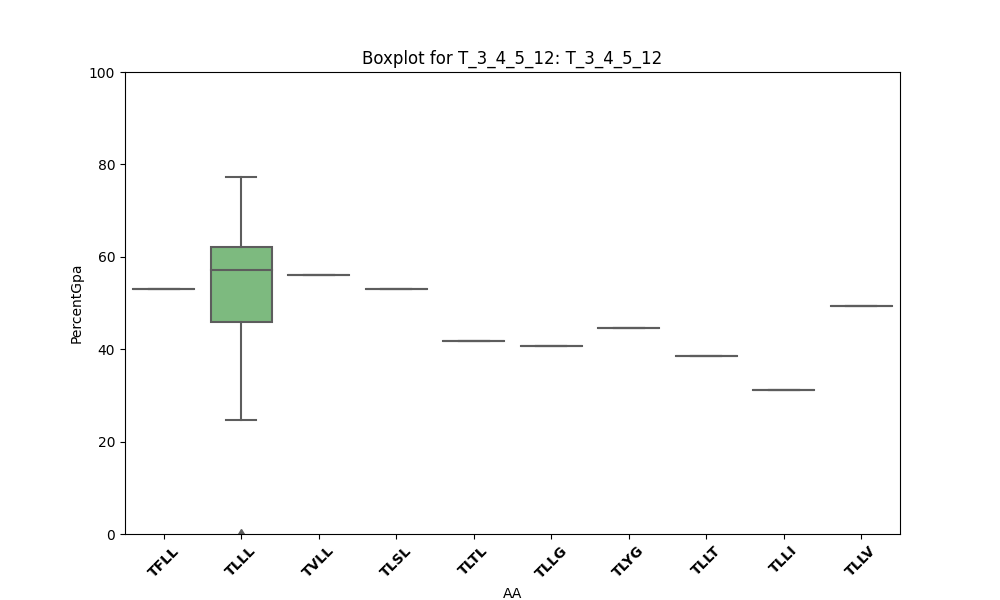 Boxplot for T_3_4_5_12: T_3_4_5_12
100
80
60
40
20
0
PercentGpa
TFLL
TLLL
TVLL
TLSL
TLTL
TLLG
TLYG
TLLT
TLLI
TLLV
AA